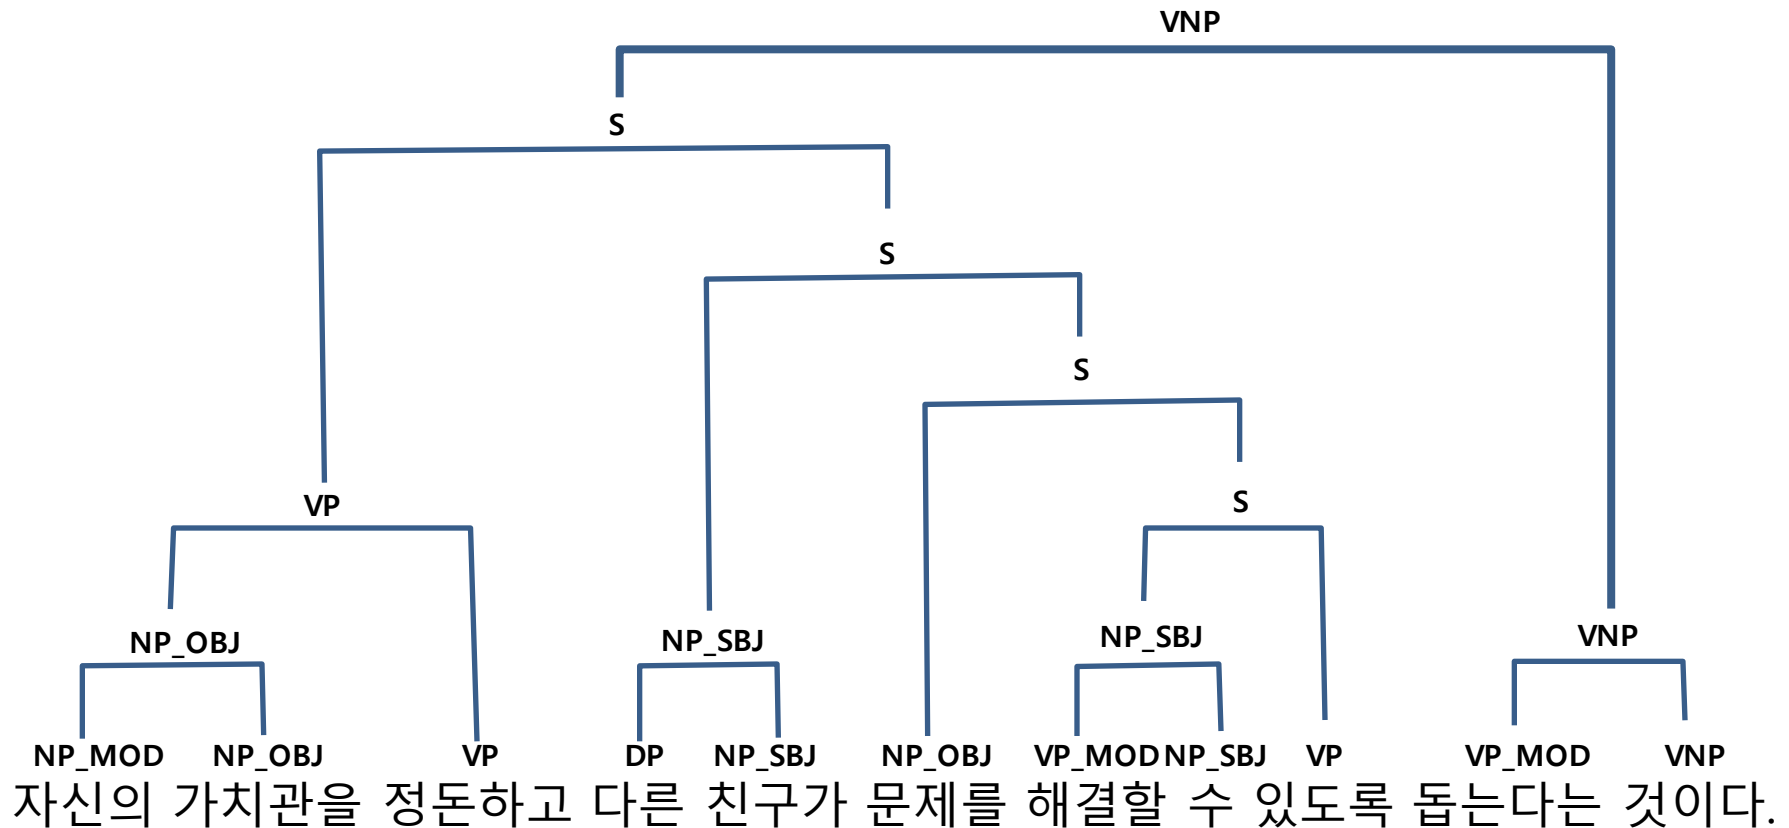 VNP
S
S
S
VP
S
NP_OBJ
NP_SBJ
NP_SBJ
VNP
NP_MOD NP_OBJ VP DP NP_SBJ NP_OBJ VP_MOD NP_SBJ VP VP_MOD VNP
자신의 가치관을 정돈하고 다른 친구가 문제를 해결할 수 있도록 돕는다는 것이다.